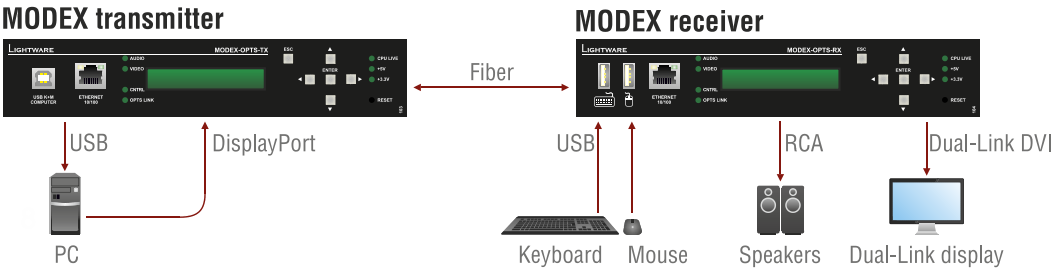 MODEX transmitter
MODEX receiver
LIGHTWARE
MODEX-OPTS-TX
AUDIO
VIDEO
CNTRL
OPTS LINK
USB K+M
COMPUTER
ETHERNET
10/100
ESC
ENTER
CPU LIVE
+5V
+3.3V
RESET
103
Fiber
LIGHTWARE
MODEX-OPTS-RX
AUDIO
VIDEO
CNTRL
OPTS LINK
ETHERNET
10/100
ESC
ENTER
CPU LIVE
+5V
+3.3V
RESET
104
USB
DisplayPort
USB
RCA
Dual-Link DVI
PC
Keyboard
Mouse
Speakers
Dual-Link display